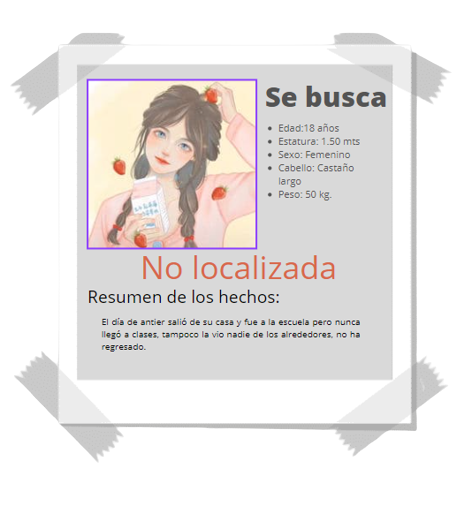 Se busca
Edad:18 años
Estatura: 1.50 mts
Sexo: Femenino
Cabello: Castaño
largo
Peso: 50 kg.
No localizada
Resumen de los hechos:
El día de antier salió de su casa y fue a la escuela pero nunca
llegó a clases, tampoco la vio nadie de los alrededores, no ha
regresado.